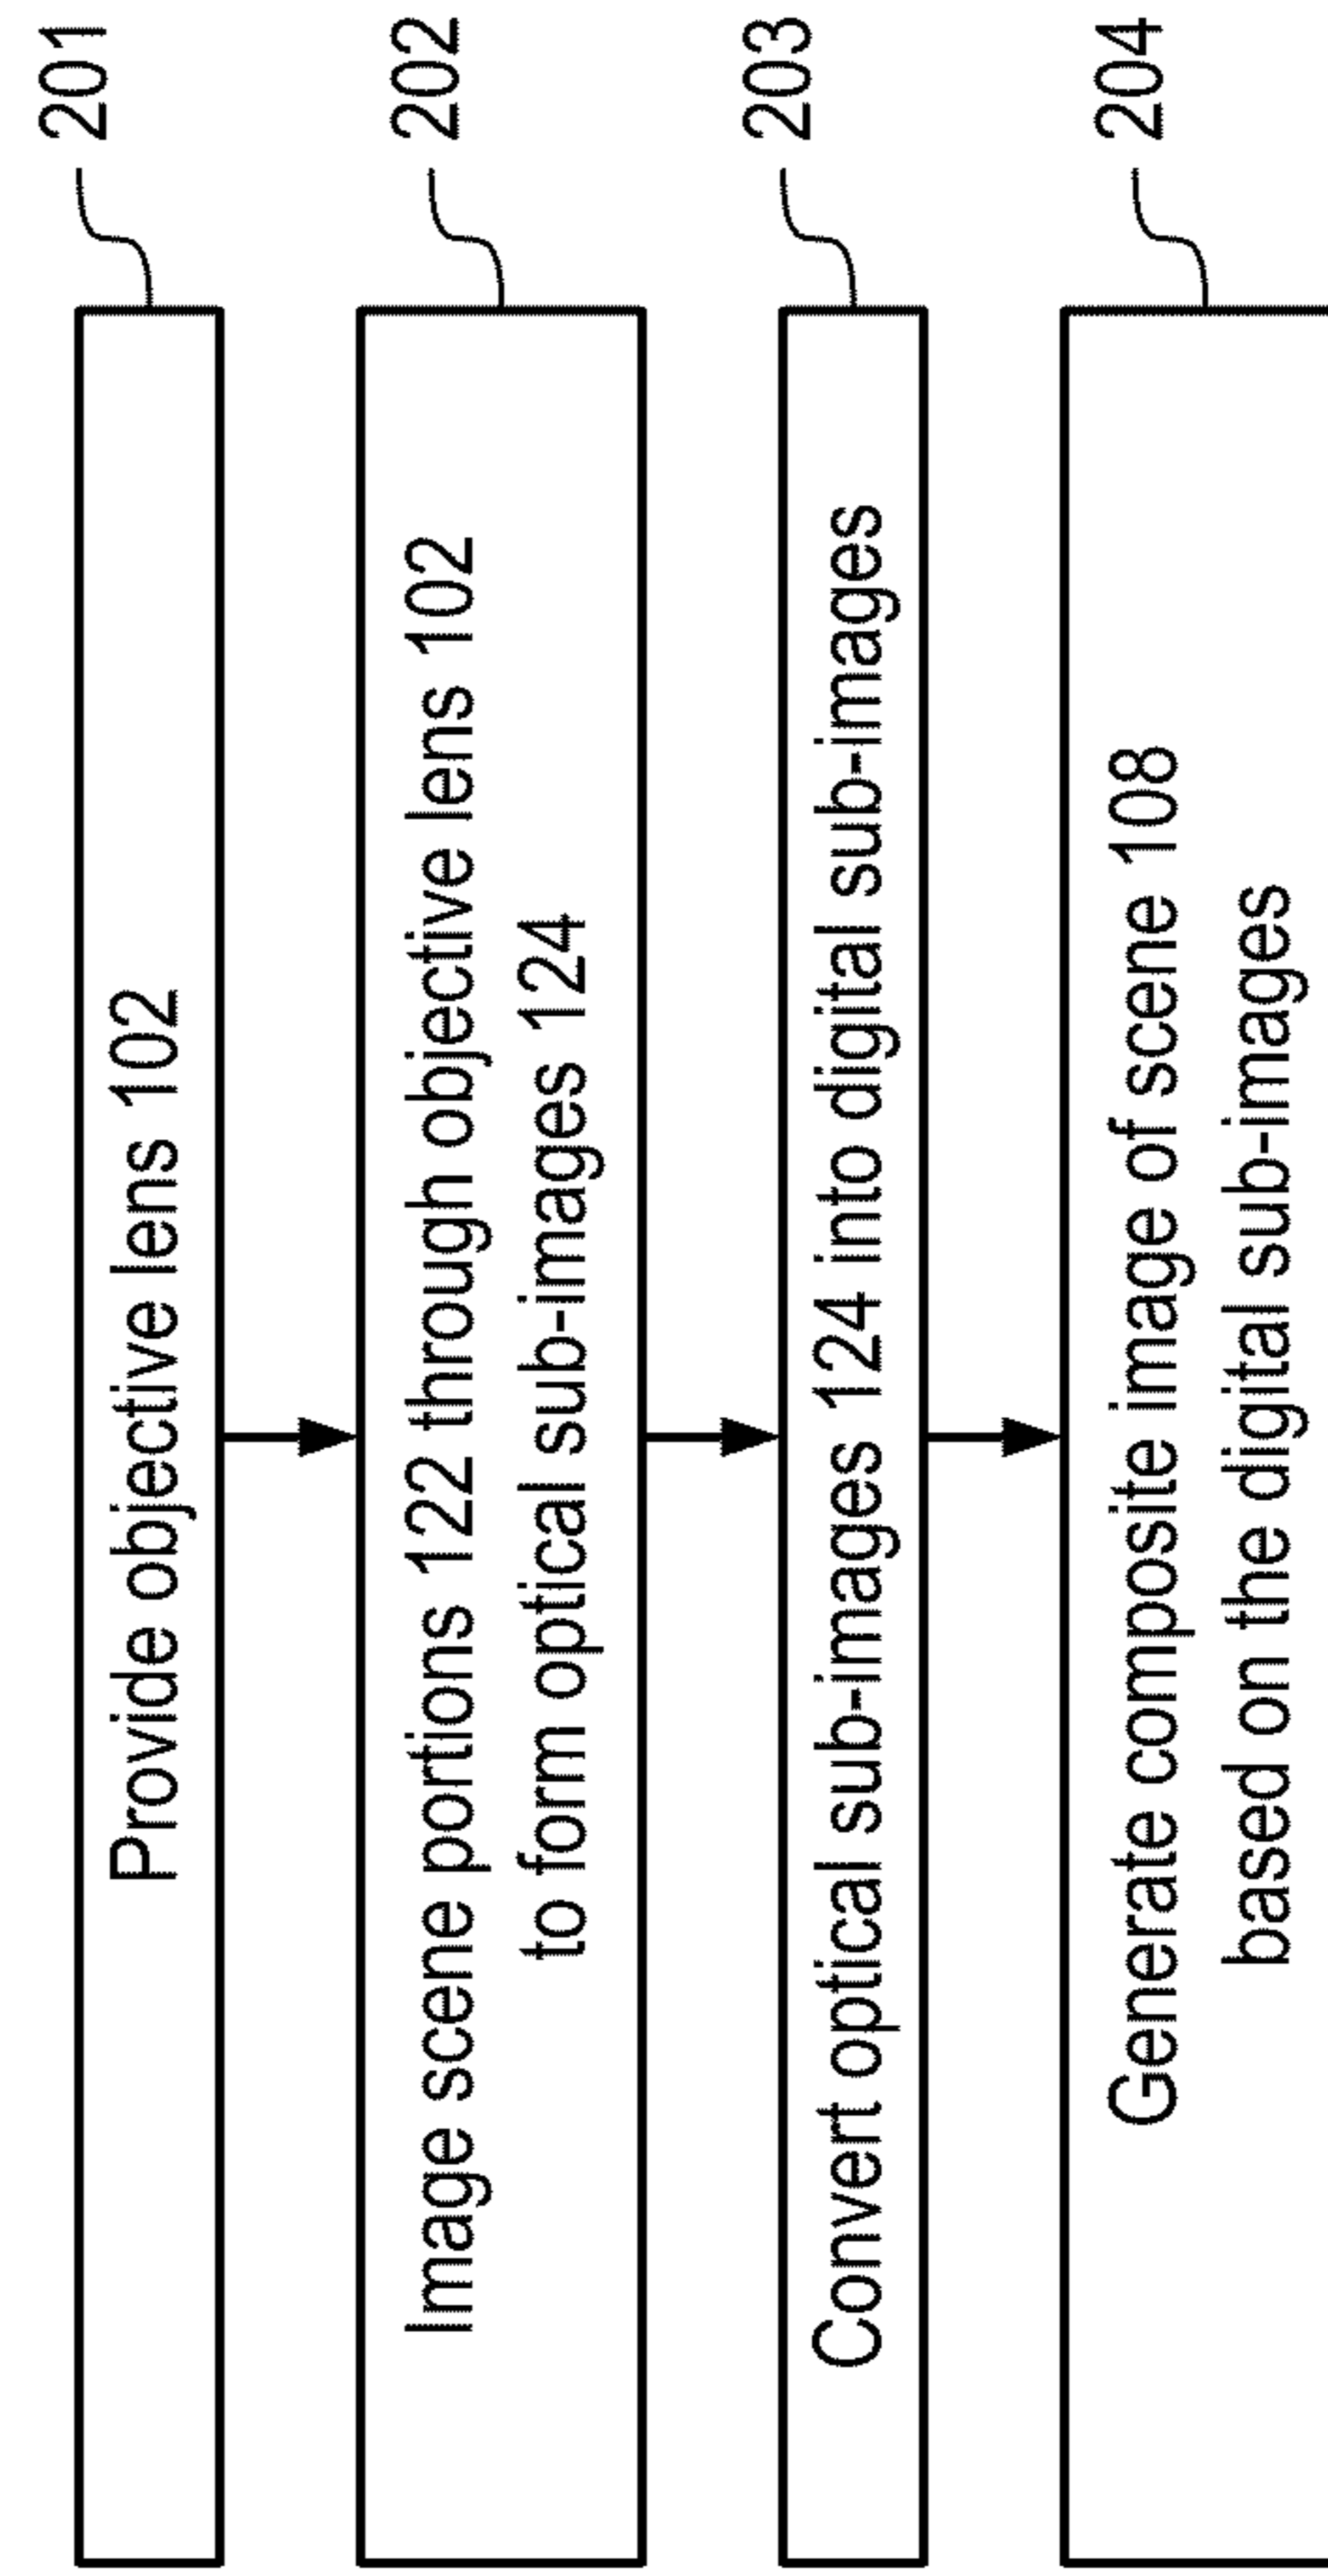 Provide objective lens 102
201
Image scene portions 122 through objective lens 102
to form optical sub-images 124
202
Convert optical sub-images 124 into digital sub-images
203
Generate composite image of scene 108
based on the digital sub-images
204